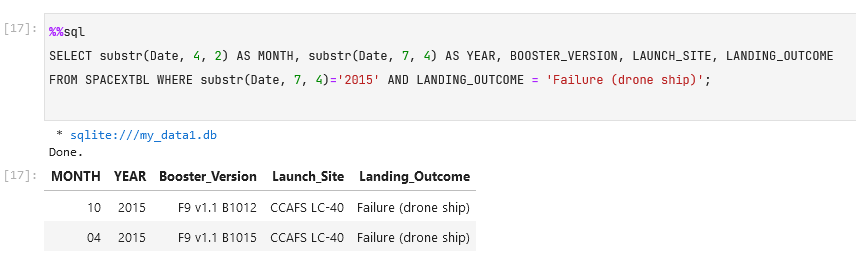 [17]: %%sql
SELECT substr(Date, 4, 2) AS MONTH, substr(Date, 7, 4) AS YEAR, BOOSTER_VERSION, LAUNCH_SITE, LANDING_OUTCOME
FROM SPACEXTBL WHERE substr(Date, 7, 4)='2015' AND LANDING_OUTCOME = 'Failure (drone ship)';
* sqlite:///my_data1.db
Done.
[17]: MONTH YEAR Booster_Version Launch_Site Landing_Outcome
10 2015 F9 v1.1 B1012 CCAFS LC-40 Failure (drone ship)
04 2015 F9 v1.1 B1015 CCAFS LC-40 Failure (drone ship)